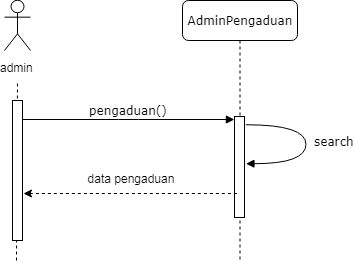 AdminPengaduan
admin
pengaduan()
search
data pengaduan